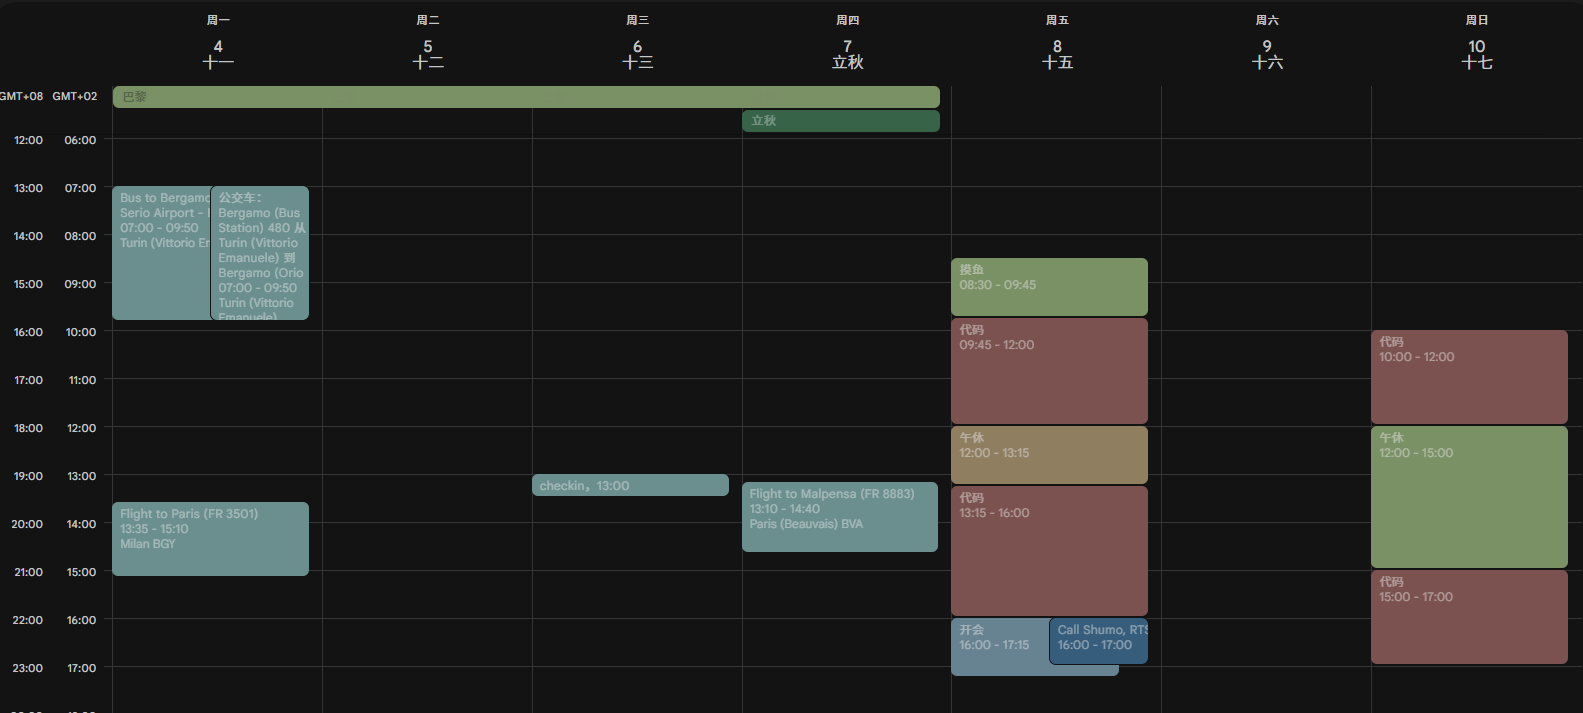 周一
4
十一
周二
5
十二
周三
6
十三
周四
7
立秋
周五
8
十五
周六
9
十六
周日
10
十七
GMT+08 GMT+02
巴黎
立秋
12:00 06:00
13:00 07:00
14:00 08:00
15:00 09:00
16:00 10:00
17:00 11:00
18:00 12:00
19:00 13:00
20:00 14:00
21:00 15:00
22:00 16:00
23:00 17:00
Bus to Bergamo
Serio Airport -
07:00 - 09:50
Turin (Vittorio
公交车：
Bergamo (Bus
Station) 480 从
Turin (Vittorio
Emanuele) 到
Bergamo (Orio
07:00 - 09:50
Turin (Vittorio
Emanuele)
Flight to Paris (FR 3501)
13:35 - 15:10
Milan BGY
checkin，13:00
Flight to Malpensa (FR 8883)
13:10 - 14:40
Paris (Beauvais) BVA
摸鱼
08:30 - 09:45
代码
09:45 - 12:00
午休
12:00 - 13:15
代码
13:15 - 16:00
开会
16:00 - 17:15
Call Shumo, RTS
16:00 - 17:00
代码
10:00 - 12:00
午休
12:00 - 15:00
代码
15:00 - 17:00